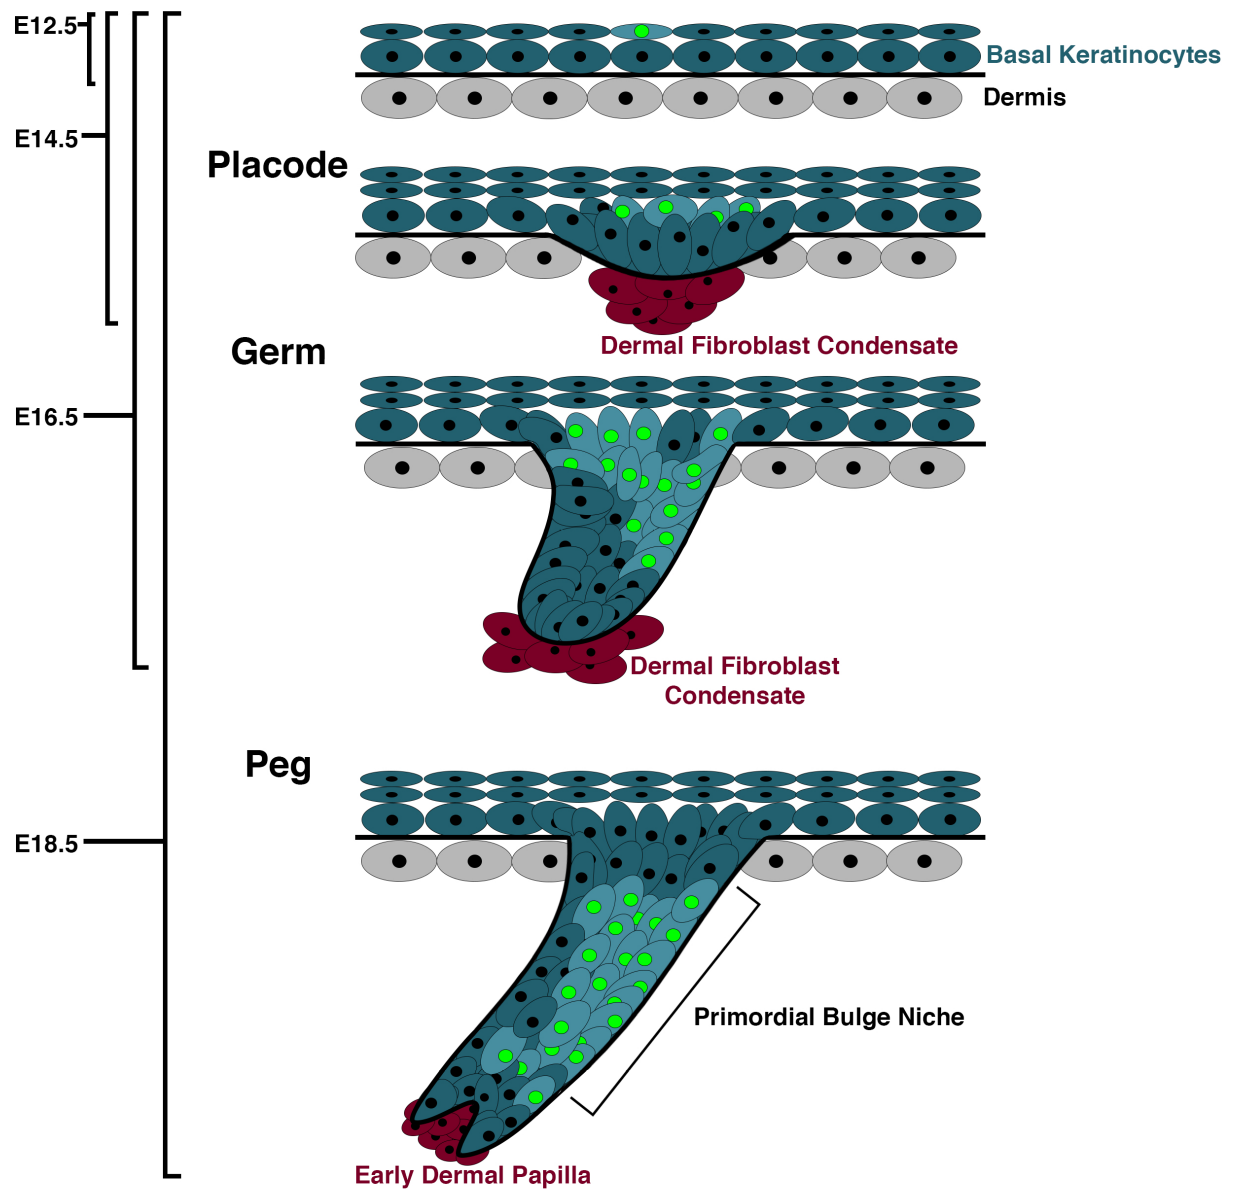 E12.5
Basal Keratinocytes
Dermis
E14.5
Placode
Dermal Fibroblast Condensate
Germ
E16.5
Dermal Fibroblast
Condensate
Peg
E18.5
Primordial Bulge Niche
Early Dermal Papilla